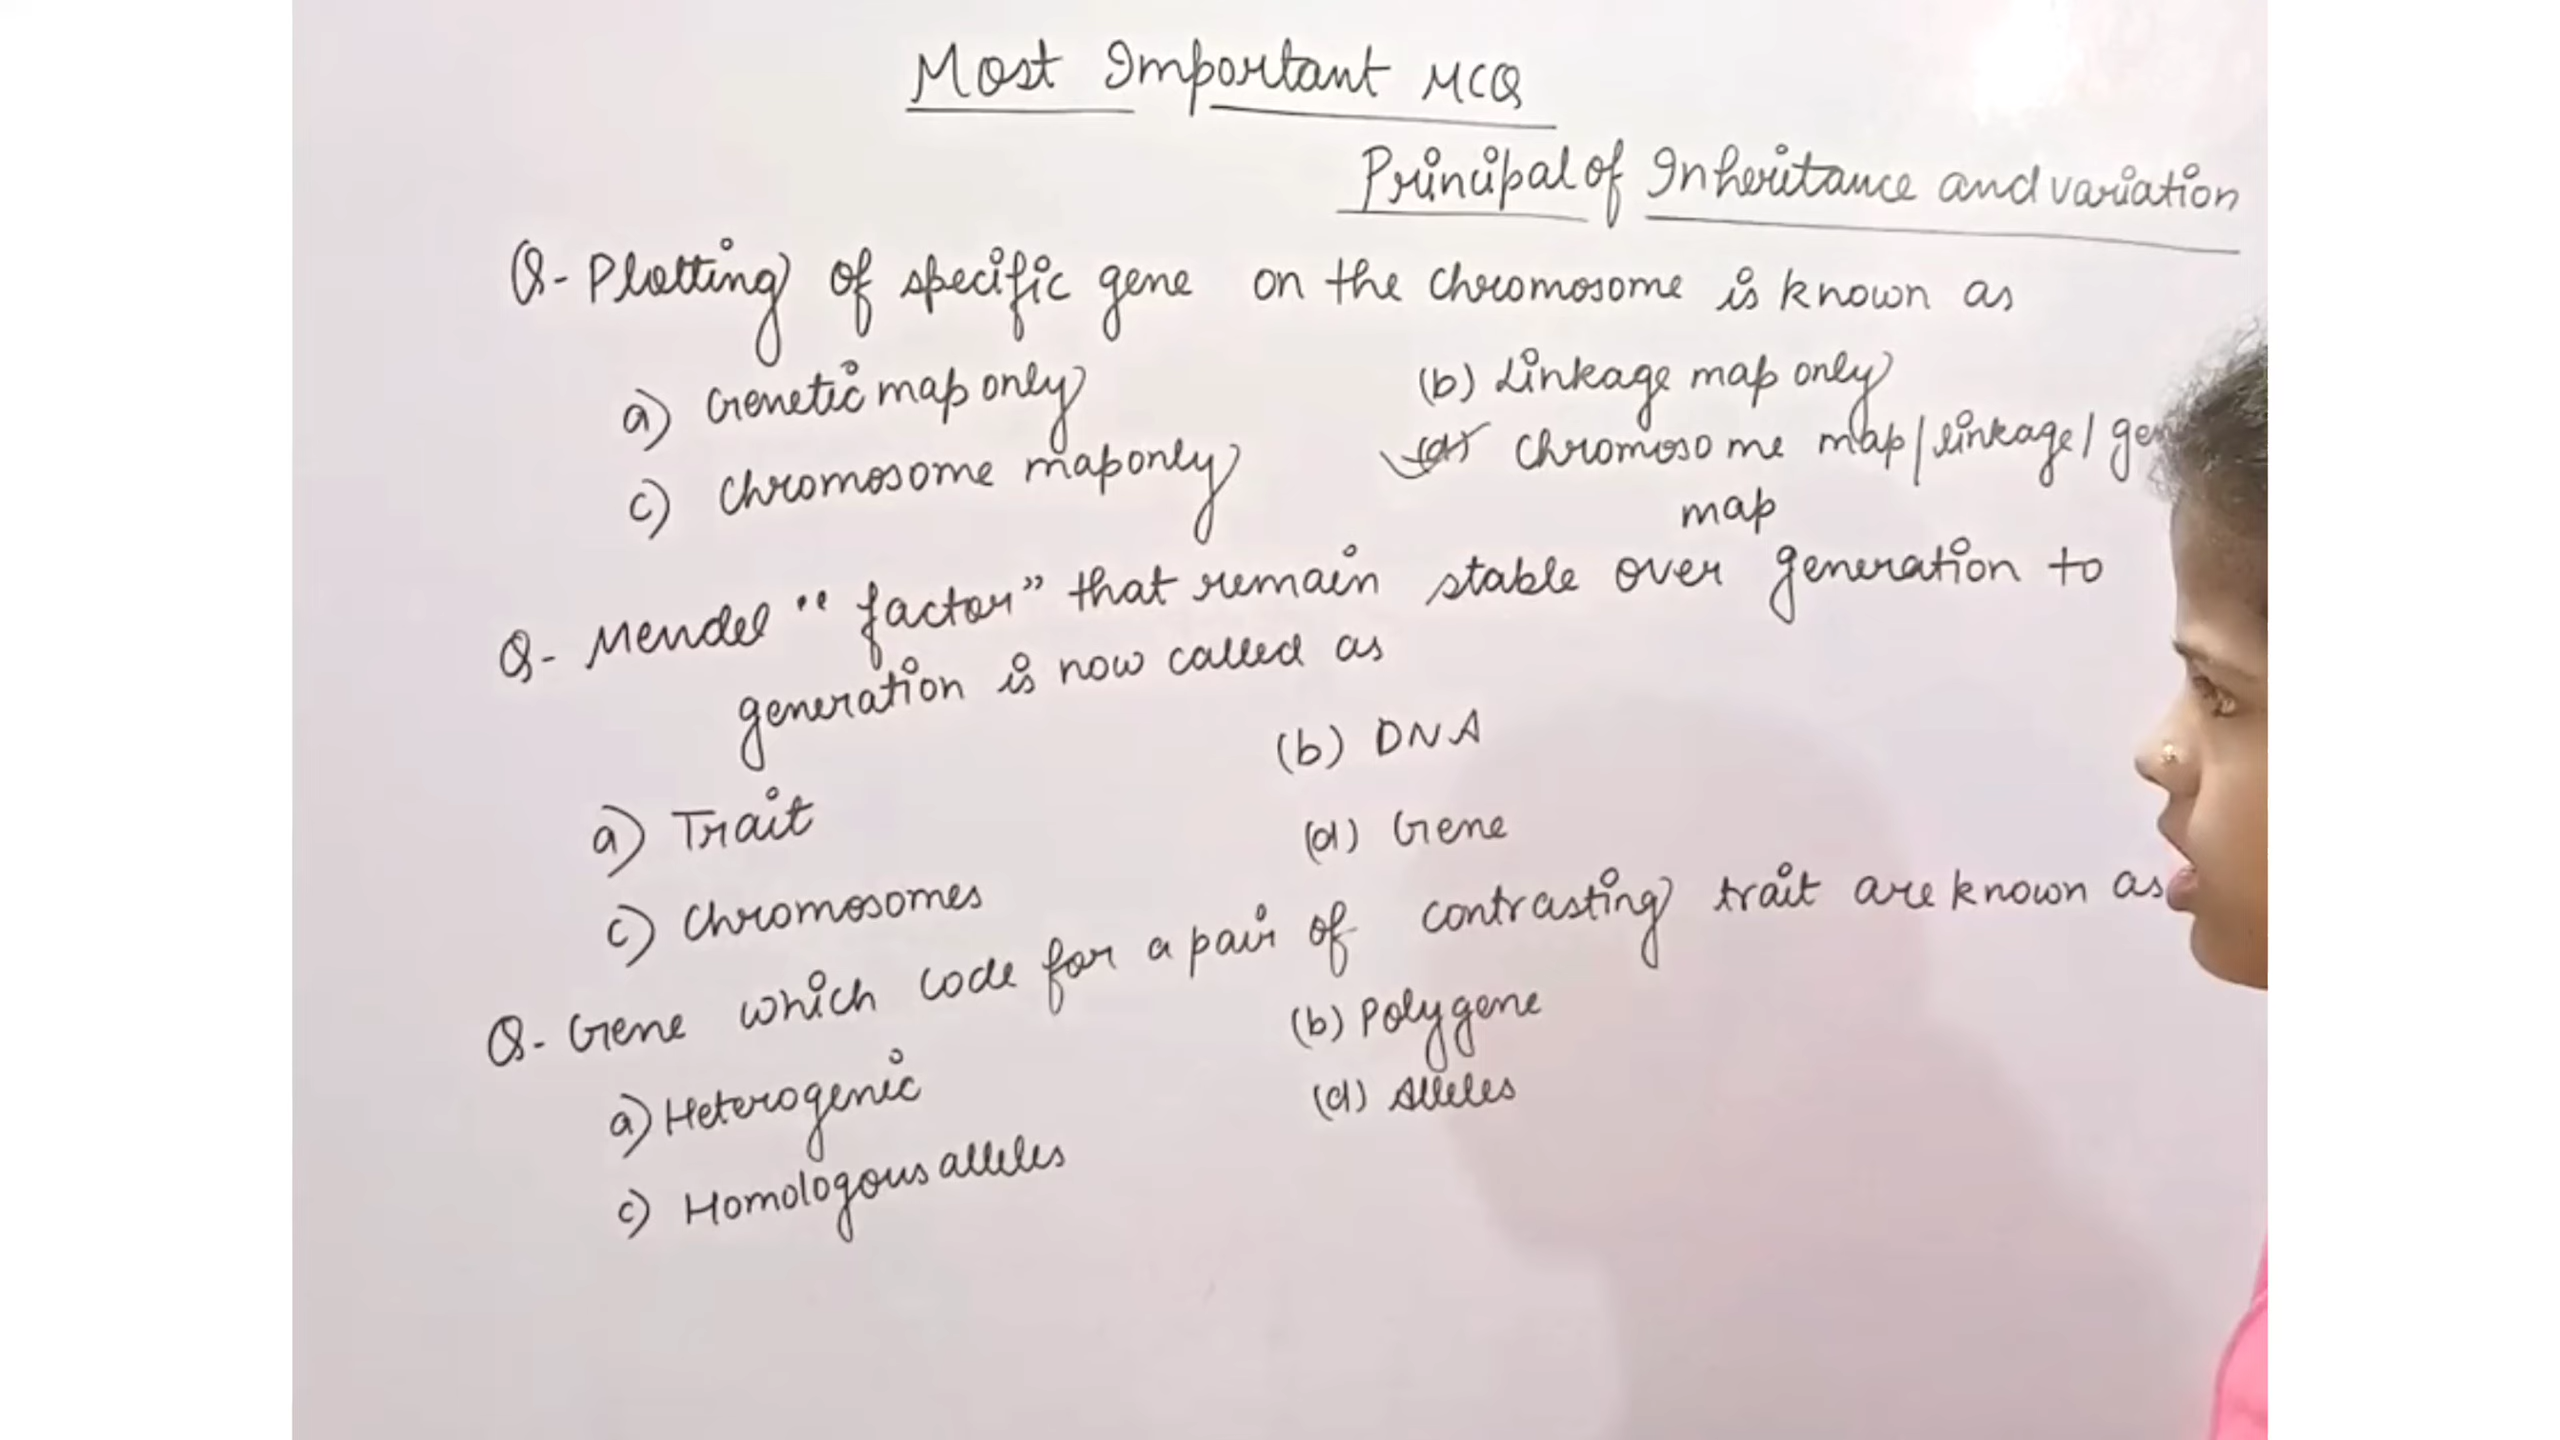 Most Important MCQ
Principal of Inheritance and variation
Q- Plotting of specific gene on the chromosome is known as
a) Genetic map only (b) Linkage map only
c) Chromosome map only (d) Chromosome map/linkage/
map
Q- Mendel "factor" that remain stable over generation to
generation is now called as
(b) DNA
a) Trait (d) Gene
c) Chromosomes
Q- Gene which code for a pair of contrasting trait are known as
a) Heterogenic (b) Polygene
c) Homologous alleles (d) Alleles